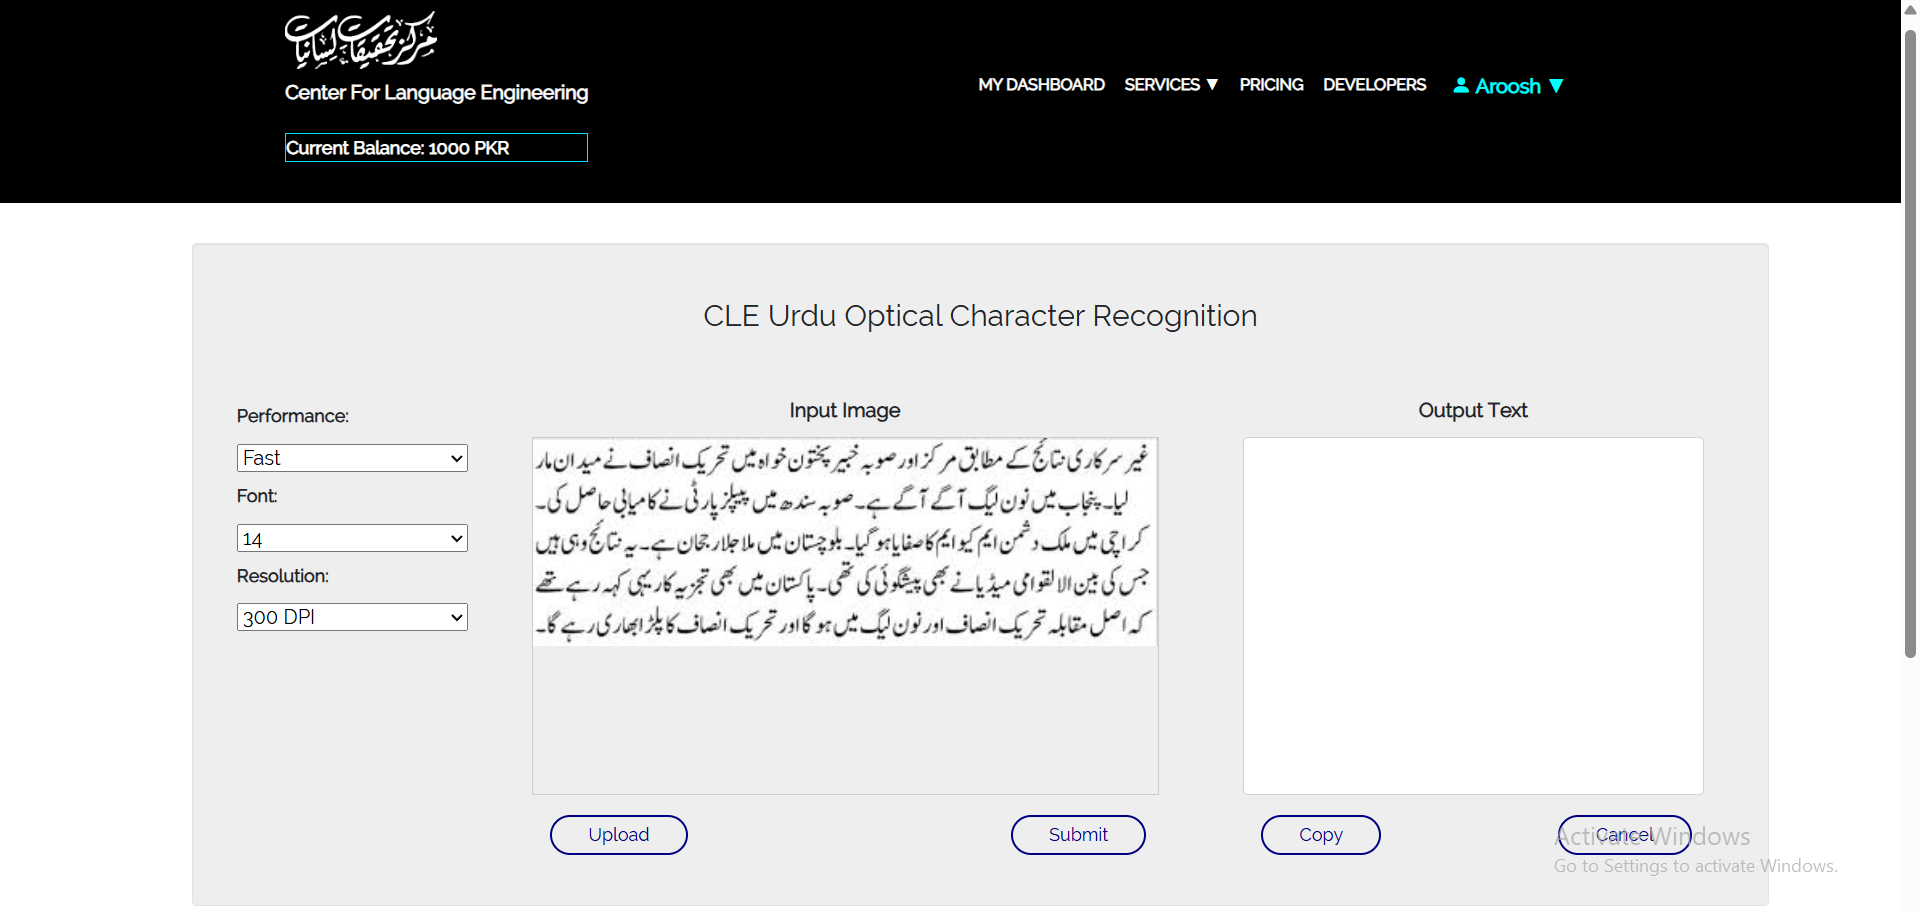 مرکز تحقیقات لسانیات
Center For Language Engineering
MY DASHBOARD SERVICES ▼ PRICING DEVELOPERS Aroosh ▼
Current Balance: 1000 PKR
CLE Urdu Optical Character Recognition
Performance:
Fast
Font:
14
Resolution:
300 DPI
Input Image
غیر سرکاری نتائج کے مطابق مرکز اور صوبہ خیبر پختون خواہ میں تحریک انصاف نے میدان مار
لیا۔ پنجاب میں نون لیگ آگے آگے ہے۔ صوبہ سندھ میں پیپلز پارٹی نے کامیابی حاصل کی۔
کراچی میں ملک دشمن ایم کیو ایم کا صفایا ہو گیا۔ بلوچستان میں ملا جلا رجحان ہے۔ یہ نتائج وہی ہیں
جس کی بین الاالقوامی میڈیا نے بھی پیشگوئی کی تھی۔ پاکستان میں بھی تجزیہ کار یہی کہہ رہے تھے
کہ اصل مقابلہ تحریک انصاف اور نون لیگ میں ہو گا اور تحریک انصاف کا پلڑا بھاری رہے گا۔
Upload
Submit
Output Text
Copy
Cancel
Activate Windows
Go to Settings to activate Windows.